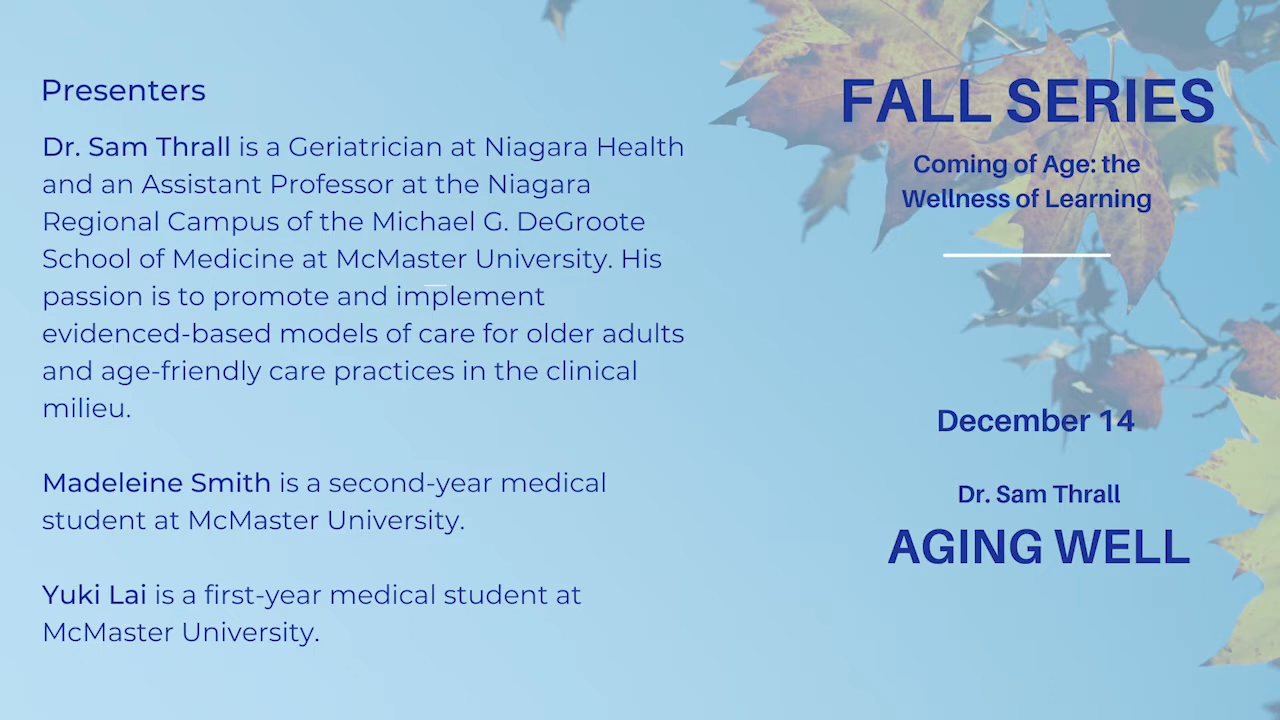 Presenters
Dr. Sam Thrall is a Geriatrician at Niagara Health
and an Assistant Professor at the Niagara
Regional Campus of the Michael G. DeGroote
School of Medicine at McMaster University. His
passion is to promote and implement
evidenced-based models of care for older adults
and age-friendly care practices in the clinical
milieu.
Madeleine Smith is a second-year medical
student at McMaster University.
Yuki Lai is a first-year medical student at
McMaster University.
FALL SERIES
Coming of Age: the
Wellness of Learning
December 14
Dr. Sam Thrall
AGING WELL